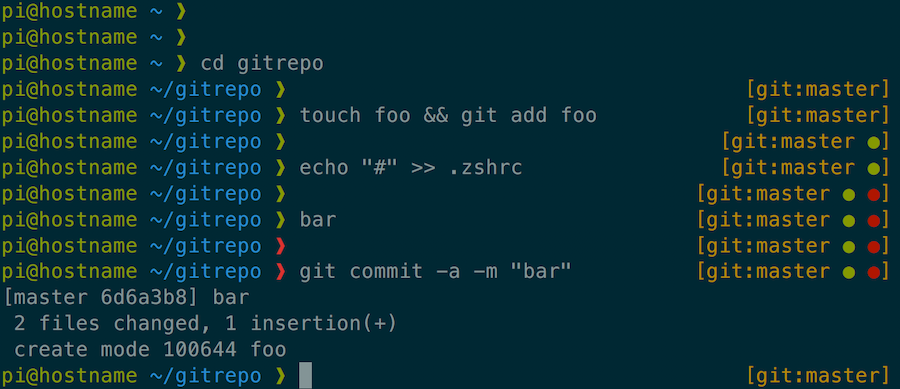 pi@hostname ~ ❱
pi@hostname ~ ❱
pi@hostname ~ ❱ cd gitrepo
pi@hostname ~/gitrepo ❱ [git:master]
pi@hostname ~/gitrepo ❱ touch foo && git add foo [git:master]
pi@hostname ~/gitrepo ❱ [git:master ●]
pi@hostname ~/gitrepo ❱ echo "#" >> .zshrc [git:master ●]
pi@hostname ~/gitrepo ❱ [git:master ● ●]
pi@hostname ~/gitrepo ❱ bar [git:master ● ●]
pi@hostname ~/gitrepo ❱ [git:master ● ●]
pi@hostname ~/gitrepo ❱ git commit -a -m "bar" [git:master ● ●]
[master 6d6a3b8] bar
 2 files changed, 1 insertion(+)
 create mode 100644 foo
pi@hostname ~/gitrepo ❱ [git:master]